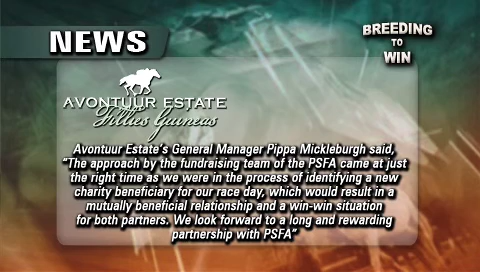 NEWS
BREEDING
TO
WIN
AVONTUUR ESTATE
Fillies Guineas
Avontuur Estate's General Manager Pippa Mickleburgh said,
"The approach by the fundraising team of the PSFA came at just
the right time as we were in the process of identifying a new
charity beneficiary for our race day, which would result in a
mutually beneficial relationship and a win-win situation
for both partners. We look forward to a long and rewarding
partnership with PSFA"